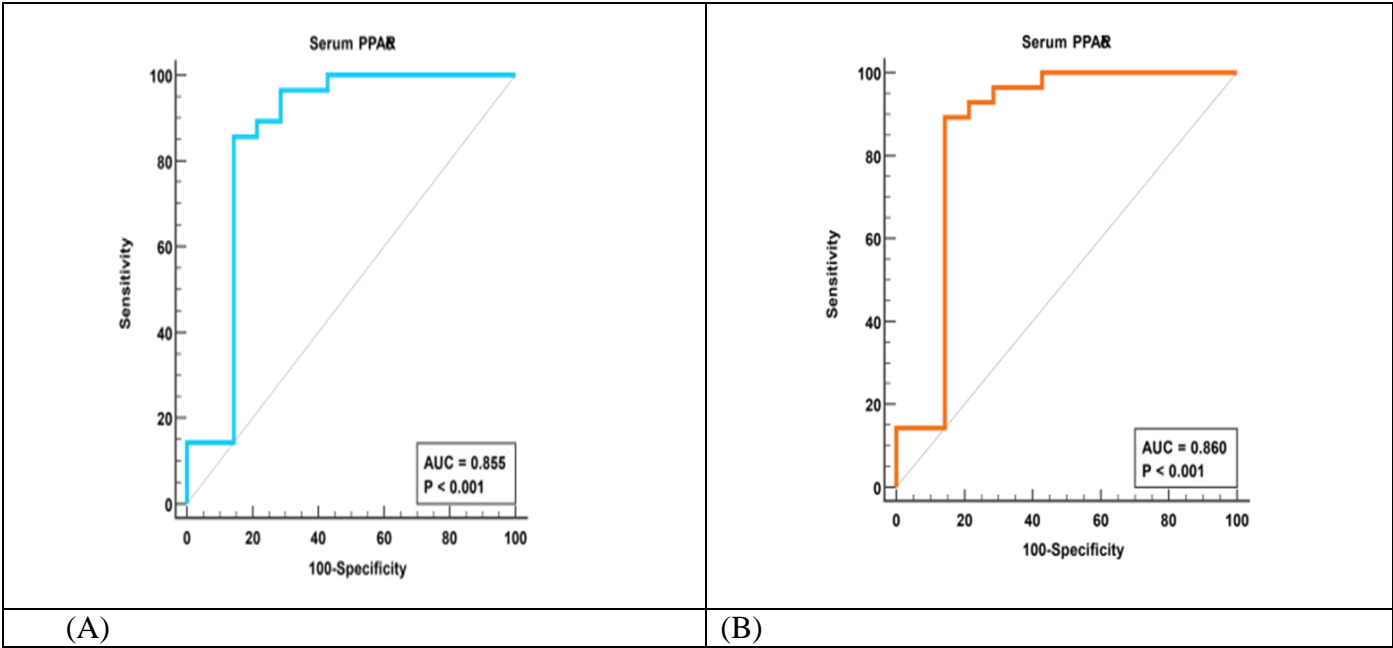 Serum PPAR
100
80
60
40
20
0
Sensitivity
AUC = 0.855
P < 0.001
0 20 40 60 80 100
100-Specificity
(A)
Serum PPAR
100
80
60
40
20
0
Sensitivity
AUC = 0.860
P < 0.001
0 20 40 60 80 100
100-Specificity
(B)